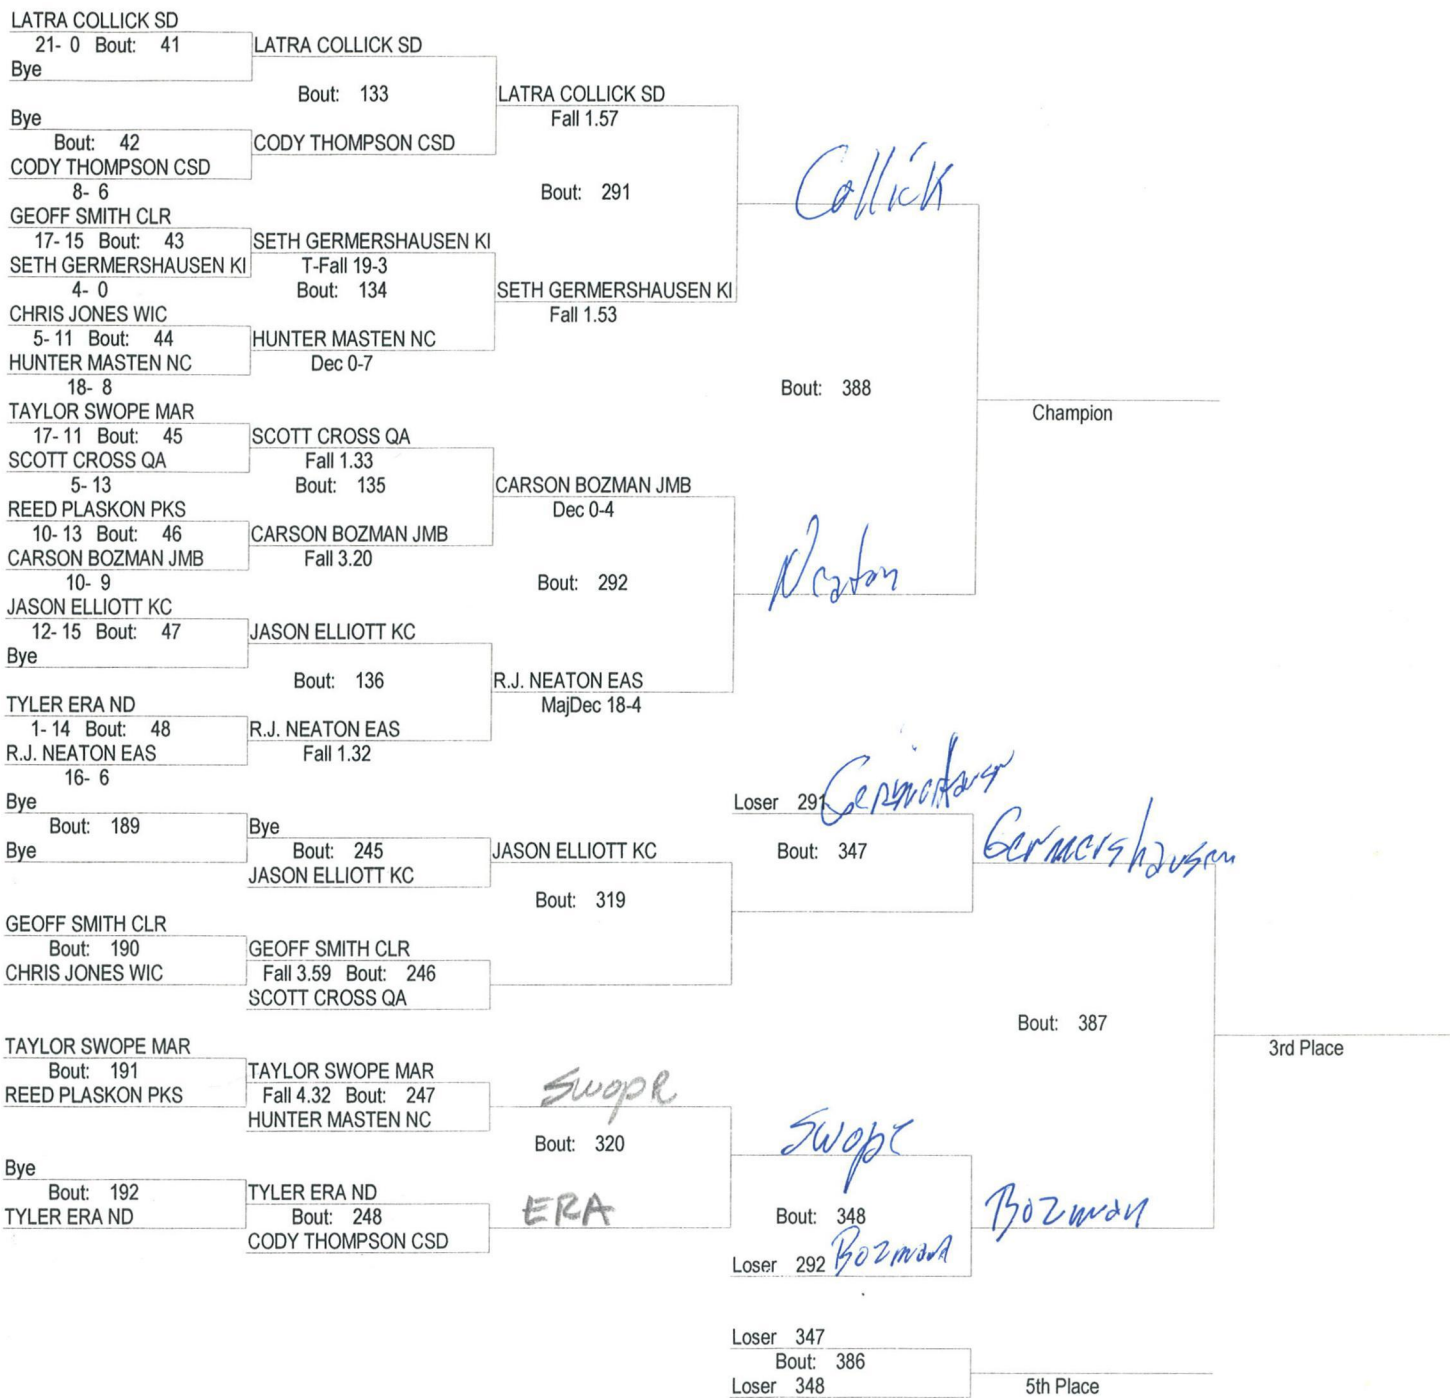 LATRA COLLICK SD
21- 0 Bout: 41
Bye
LATRA COLLICK SD
Bout: 133
Bye
Bout: 42
CODY THOMPSON CSD
8- 6
CODY THOMPSON CSD
LATRA COLLICK SD
Fall 1.57
Bout: 291
GEOFF SMITH CLR
17- 15 Bout: 43
SETH GERMERSHAUSEN KI
4- 0
SETH GERMERSHAUSEN KI
T-Fall 19-3
Bout: 134
CHRIS JONES WIC
5- 11 Bout: 44
HUNTER MASTEN NC
18- 8
HUNTER MASTEN NC
Dec 0-7
SETH GERMERSHAUSEN KI
Fall 1.53
Collick
Bout: 388
Champion
TAYLOR SWOPE MAR
17- 11 Bout: 45
SCOTT CROSS QA
5- 13
SCOTT CROSS QA
Fall 1.33
Bout: 135
REED PLASKON PKS
10- 13 Bout: 46
CARSON BOZMAN JMB
10- 9
CARSON BOZMAN JMB
Fall 3.20
CARSON BOZMAN JMB
Dec 0-4
Bout: 292
Neaton
JASON ELLIOTT KC
12- 15 Bout: 47
Bye
JASON ELLIOTT KC
Bout: 136
TYLER ERA ND
1- 14 Bout: 48
R.J. NEATON EAS
16- 6
R.J. NEATON EAS
Fall 1.32
R.J. NEATON EAS
MajDec 18-4
Bye
Bout: 189
Bye
Bye
Bout: 245
JASON ELLIOTT KC
JASON ELLIOTT KC
Bout: 319
Loser 291
Bout: 347
Germershausen
GEOFF SMITH CLR
Bout: 190
CHRIS JONES WIC
GEOFF SMITH CLR
Fall 3.59 Bout: 246
SCOTT CROSS QA
Bout: 387
3rd Place
TAYLOR SWOPE MAR
Bout: 191
REED PLASKON PKS
TAYLOR SWOPE MAR
Fall 4.32 Bout: 247
HUNTER MASTEN NC
Swope
Bout: 320
Swope
Bye
Bout: 192
TYLER ERA ND
TYLER ERA ND
Bout: 248
CODY THOMPSON CSD
ERA
Bout: 348
Loser 292 Bozman
Bozman
Loser 347
Bout: 386
Loser 348
5th Place